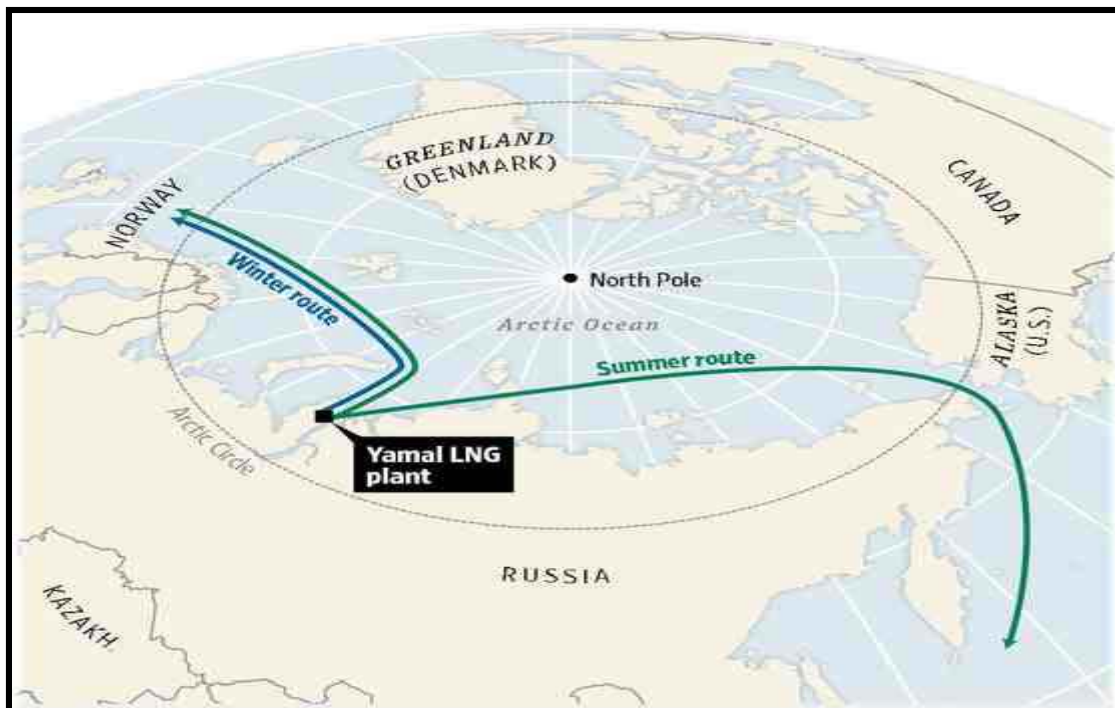 GREENLAND
(DENMARK)
CANADA
NORWAY
Winter route
North Pole
ALASKA
(U.S.)
Arctic Ocean
Summer route
Arctic Circle
Yamal LNG
plant
RUSSIA
KAZAKH.